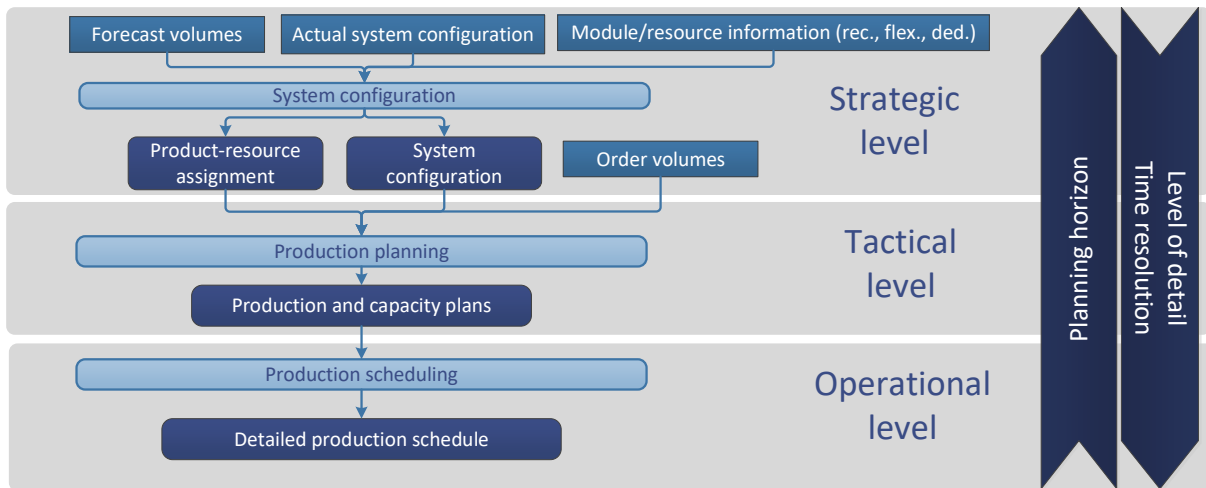 Forecast volumes
Actual system configuration
Module/resource information (rec., flex., ded.)
System configuration
Strategic
level
Product-resource
assignment
System
configuration
Order volumes
Production planning
Tactical
level
Production and capacity plans
Production scheduling
Operational
level
Detailed production schedule
Planning horizon
Level of detail
Time resolution